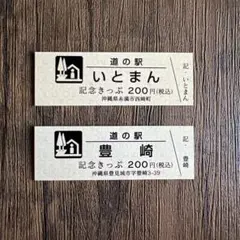 道の駅
いとまん
記念きっぷ 200円(税込)
沖縄県糸満市西崎町
記・いとまん
道の駅
豊崎
記念きっぷ 200円(税込)
沖縄県豊見城市字豊崎3-39
記・豊崎